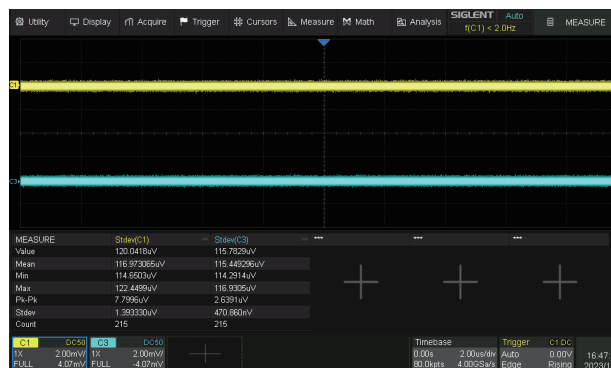 Utility Display Acquire Trigger Cursors Measure Math Analysis SIGLENT Auto MEASURE
f(C1) < 2.0Hz
C1
C3
MEASURE Stdev(C1) Stdev(C3) *** *** ***
Value 120.0418uV 115.7829uV
Mean 116.973065uV 115.449296uV
Min 114.6503uV 114.2914uV
Max 122.4499uV 116.9305uV
Pk-Pk 7.7996uV 2.6391uV
Stdev 1.393330uV 470.860nV
Count 215 215
C1 DC50 C3 DC50 Timebase Trigger C1 DC
1X 2.00mV/ 1X 2.00mV/ 0.00s 2.00us/div Auto 0.00V 16:47:
FULL 4.07mV FULL -4.07mV 80.0kpts 4.00GSa/s Edge Rising 2023/1